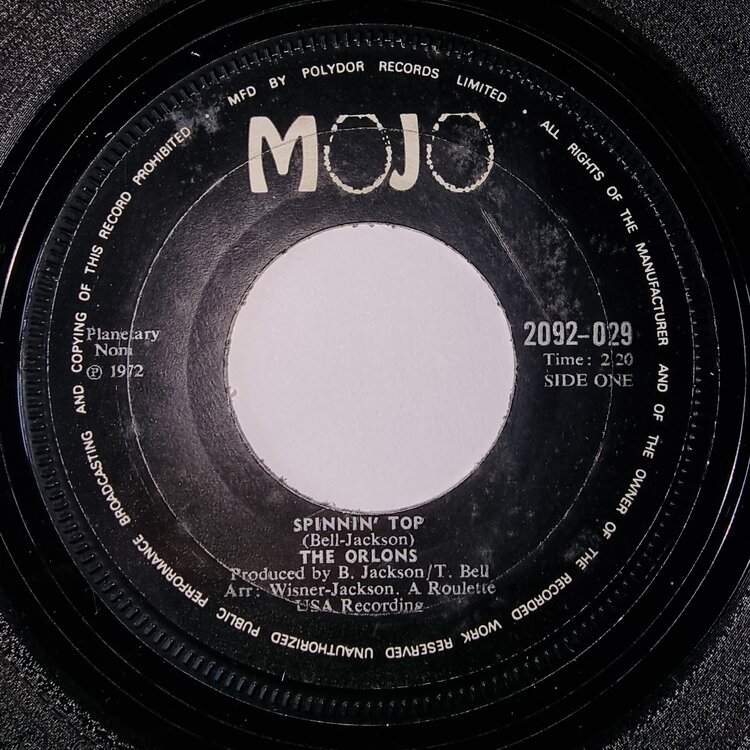 MFD BY POLYDOR RECORDS LIMITED · ALL RIGHTS OF THE MANUFACTURER AND OF THE OWNER OF THE RECORDED WORK RESERVED UNAUTHORIZED PUBLIC PERFORMANCE BROADCASTING AND COPYING OF THIS RECORD PROHIBITED ·
MOJO
Planetary
Nom
℗ 1972
2092-029
Time: 2.20
SIDE ONE
SPINNIN' TOP
(Bell-Jackson)
THE ORLONS
Produced by B. Jackson/T. Bell
Arr: Wisner-Jackson. A Roulette
USA Recording